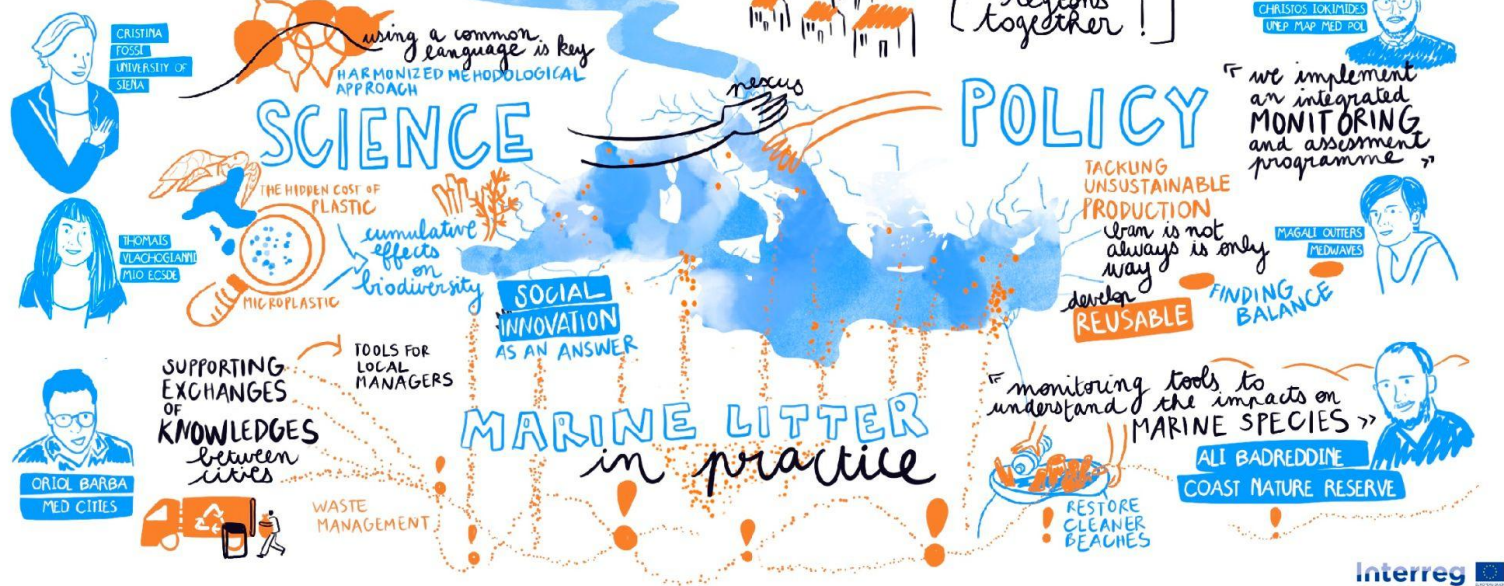 CRISTINA
FOSSI
UNIVERSITY OF
SIENA
using a common
language is key
HARMONIZED MEHODOLOGICAL
APPROACH
SCIENCE
THE HIDDEN COST OF
PLASTIC
cumulative
effects
on
biodiversity
MICROPLASTIC
THOMAIS
VLACHOGIANNI
MIO ECSDE
SOCIAL
INNOVATION
AS AN ANSWER
nexus
regions
together !
POLICY
CHRISTOS IOKIMIDES
UNEP MAP MED POL
" we implement
an integrated
MONITORING
and assessment
programme "
TACKLING
UNSUSTAINABLE
PRODUCTION
ban is not
always is only
way
develop
REUSABLE
FINDING
BALANCE
MAGALI OUTTERS
MEDWAVES
ORIOL BARBA
MED CITIES
SUPPORTING
EXCHANGES
OF
KNOWLEDGES
between
cities
TOOLS FOR
LOCAL
MANAGERS
WASTE
MANAGEMENT
MARINE LITTER
in practice
« monitoring tools to
understand the impacts on
MARINE SPECIES »
ALI BADREDDINE
COAST NATURE RESERVE
RESTORE
CLEANER
BEACHES
Interreg